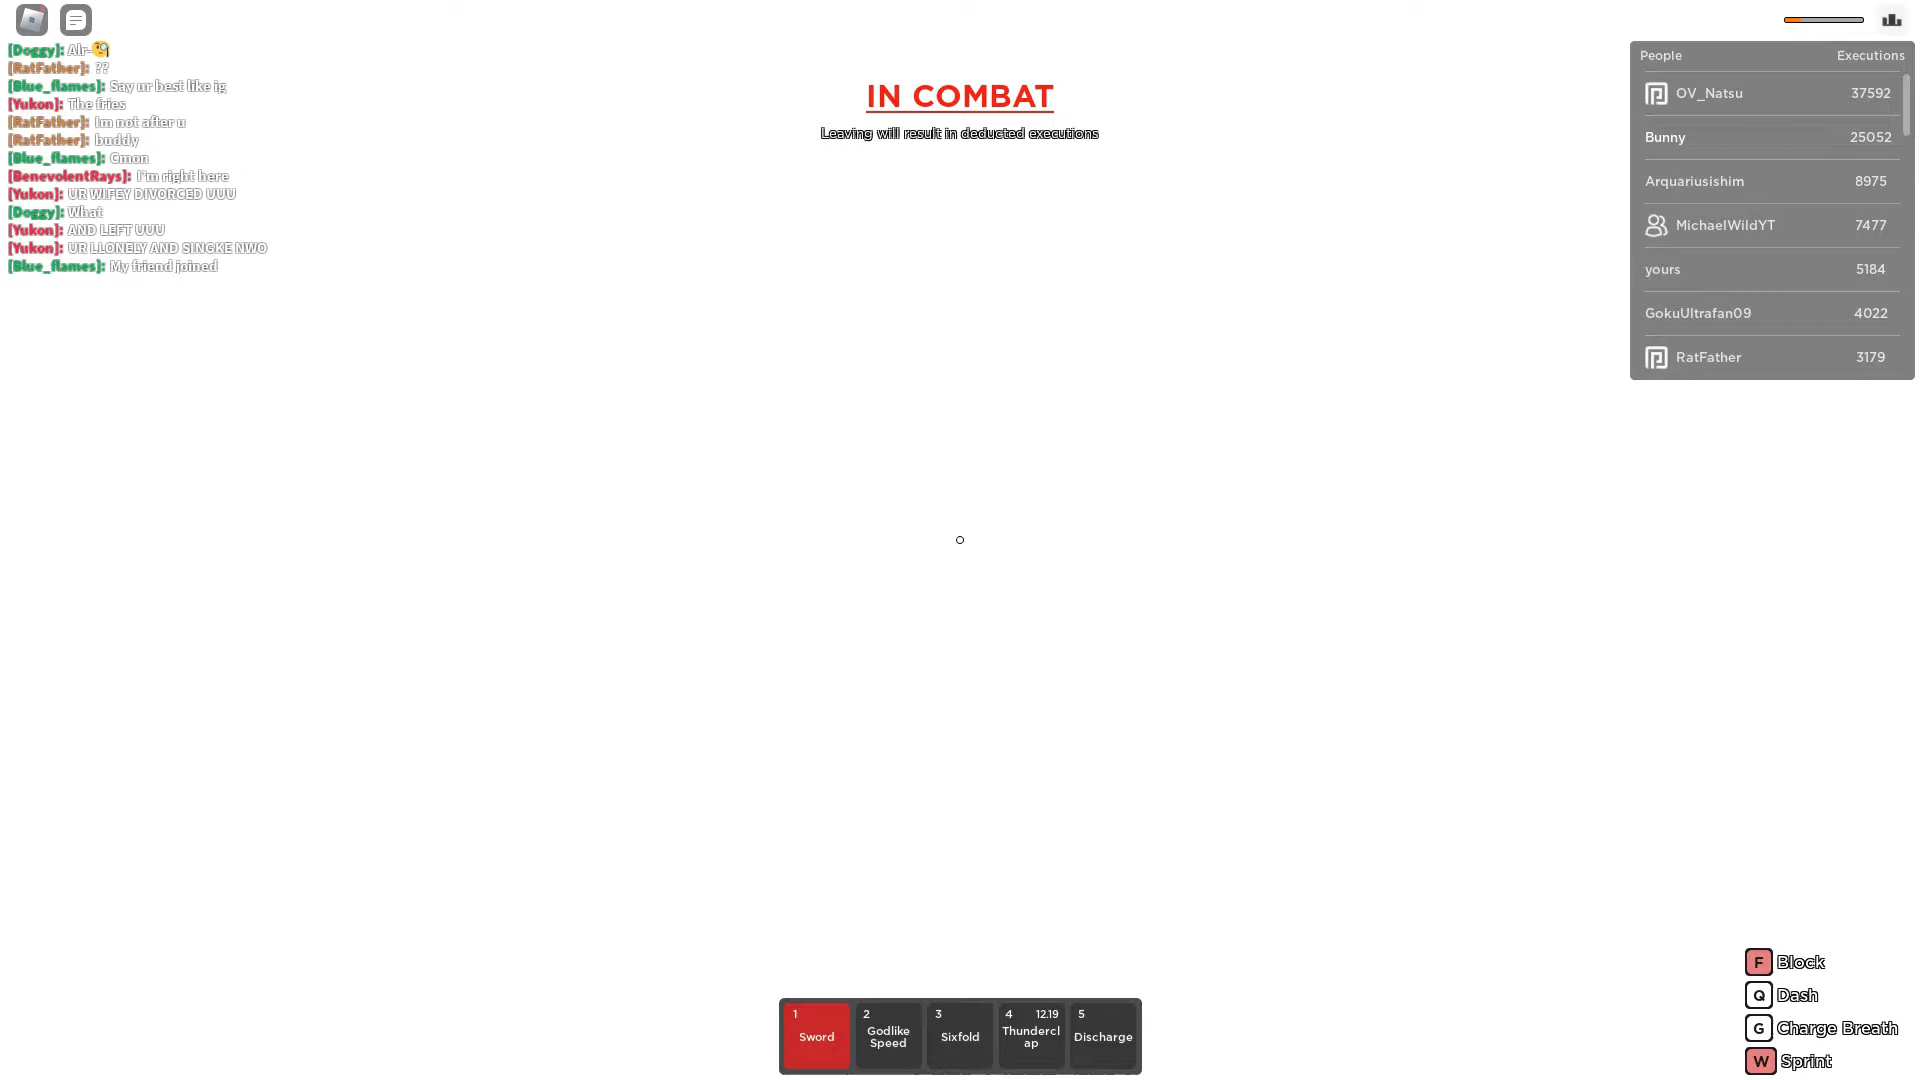 [Doggy]: Alr-🧐
[RatFather]: ??
[Blue_flames]: Say ur best like ig
[Yukon]: The fries
[RatFather]: Im not after u
[RatFather]: buddy
[Blue_flames]: Cmon
[BenevolentRays]: I'm right here
[Yukon]: UR WIFEY DIVORCED UUU
[Doggy]: What
[Yukon]: AND LEFT UUU
[Yukon]: UR LLONELY AND SINGKE NWO
[Blue_flames]: My friend joined
IN COMBAT
Leaving will result in deducted executions
People Executions
OV_Natsu 37592
Bunny 25052
Arquariusishim 8975
MichaelWildYT 7477
yours 5184
GokuUltrafan09 4022
RatFather 3179
1
Sword
2
Godlike
Speed
3
Sixfold
4 12.19
Thundercl
ap
5
Discharge
F Block
Q Dash
G Charge Breath
W Sprint